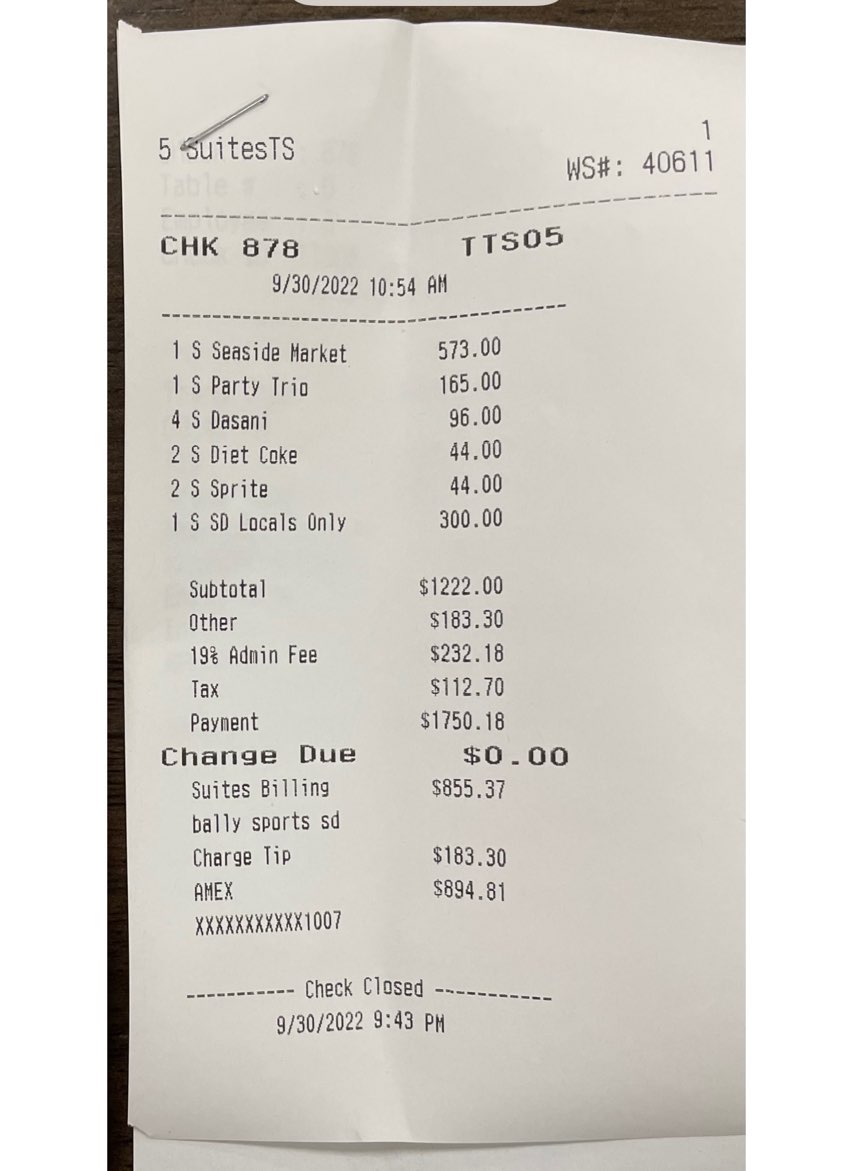 1
5 SuitesTS
WS#: 40611
Table #
CHK 878 TTS05
9/30/2022 10:54 AM
1 S Seaside Market 573.00
1 S Party Trio 165.00
4 S Dasani 96.00
2 S Diet Coke 44.00
2 S Sprite 44.00
1 S SD Locals Only 300.00
Subtotal $1222.00
Other $183.30
19% Admin Fee $232.18
Tax $112.70
Payment $1750.18
Change Due $0.00
Suites Billing $855.37
bally sports sd
Charge Tip $183.30
AMEX $894.81
XXXXXXXXXXX1007
----------- Check Closed -----------
9/30/2022 9:43 PM